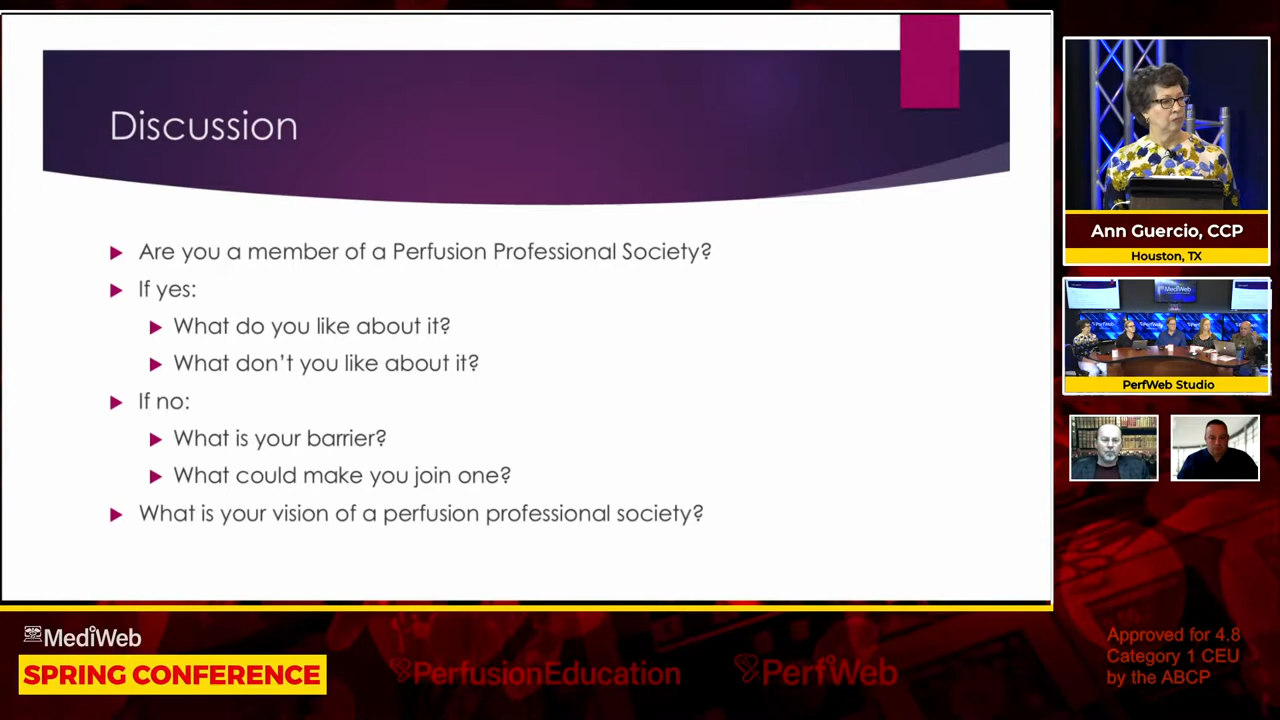 Discussion
Are you a member of a Perfusion Professional Society?
If yes:
What do you like about it?
What don't you like about it?
If no:
What is your barrier?
What could make you join one?
What is your vision of a perfusion professional society?
Ann Guercio, CCP
Houston, TX
MediWeb
PerfWeb
PerfWeb Studio
MediWeb
SPRING CONFERENCE
PerfusionEducation
PerfWeb
Approved for 4.8
Category 1 CEU
by the ABCP